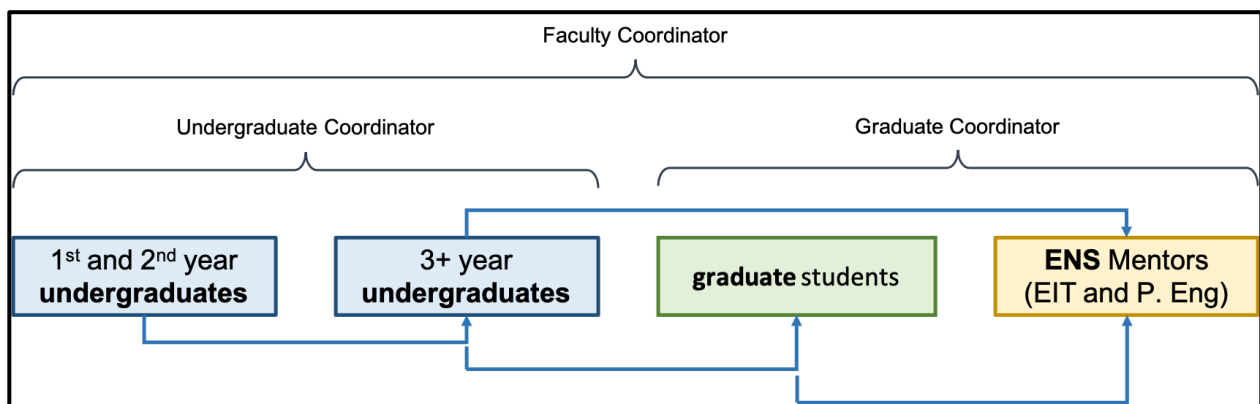 Faculty Coordinator
Undergraduate Coordinator
Graduate Coordinator
1st and 2nd year
undergraduates
3+ year
undergraduates
graduate students
ENS Mentors
(EIT and P. Eng)